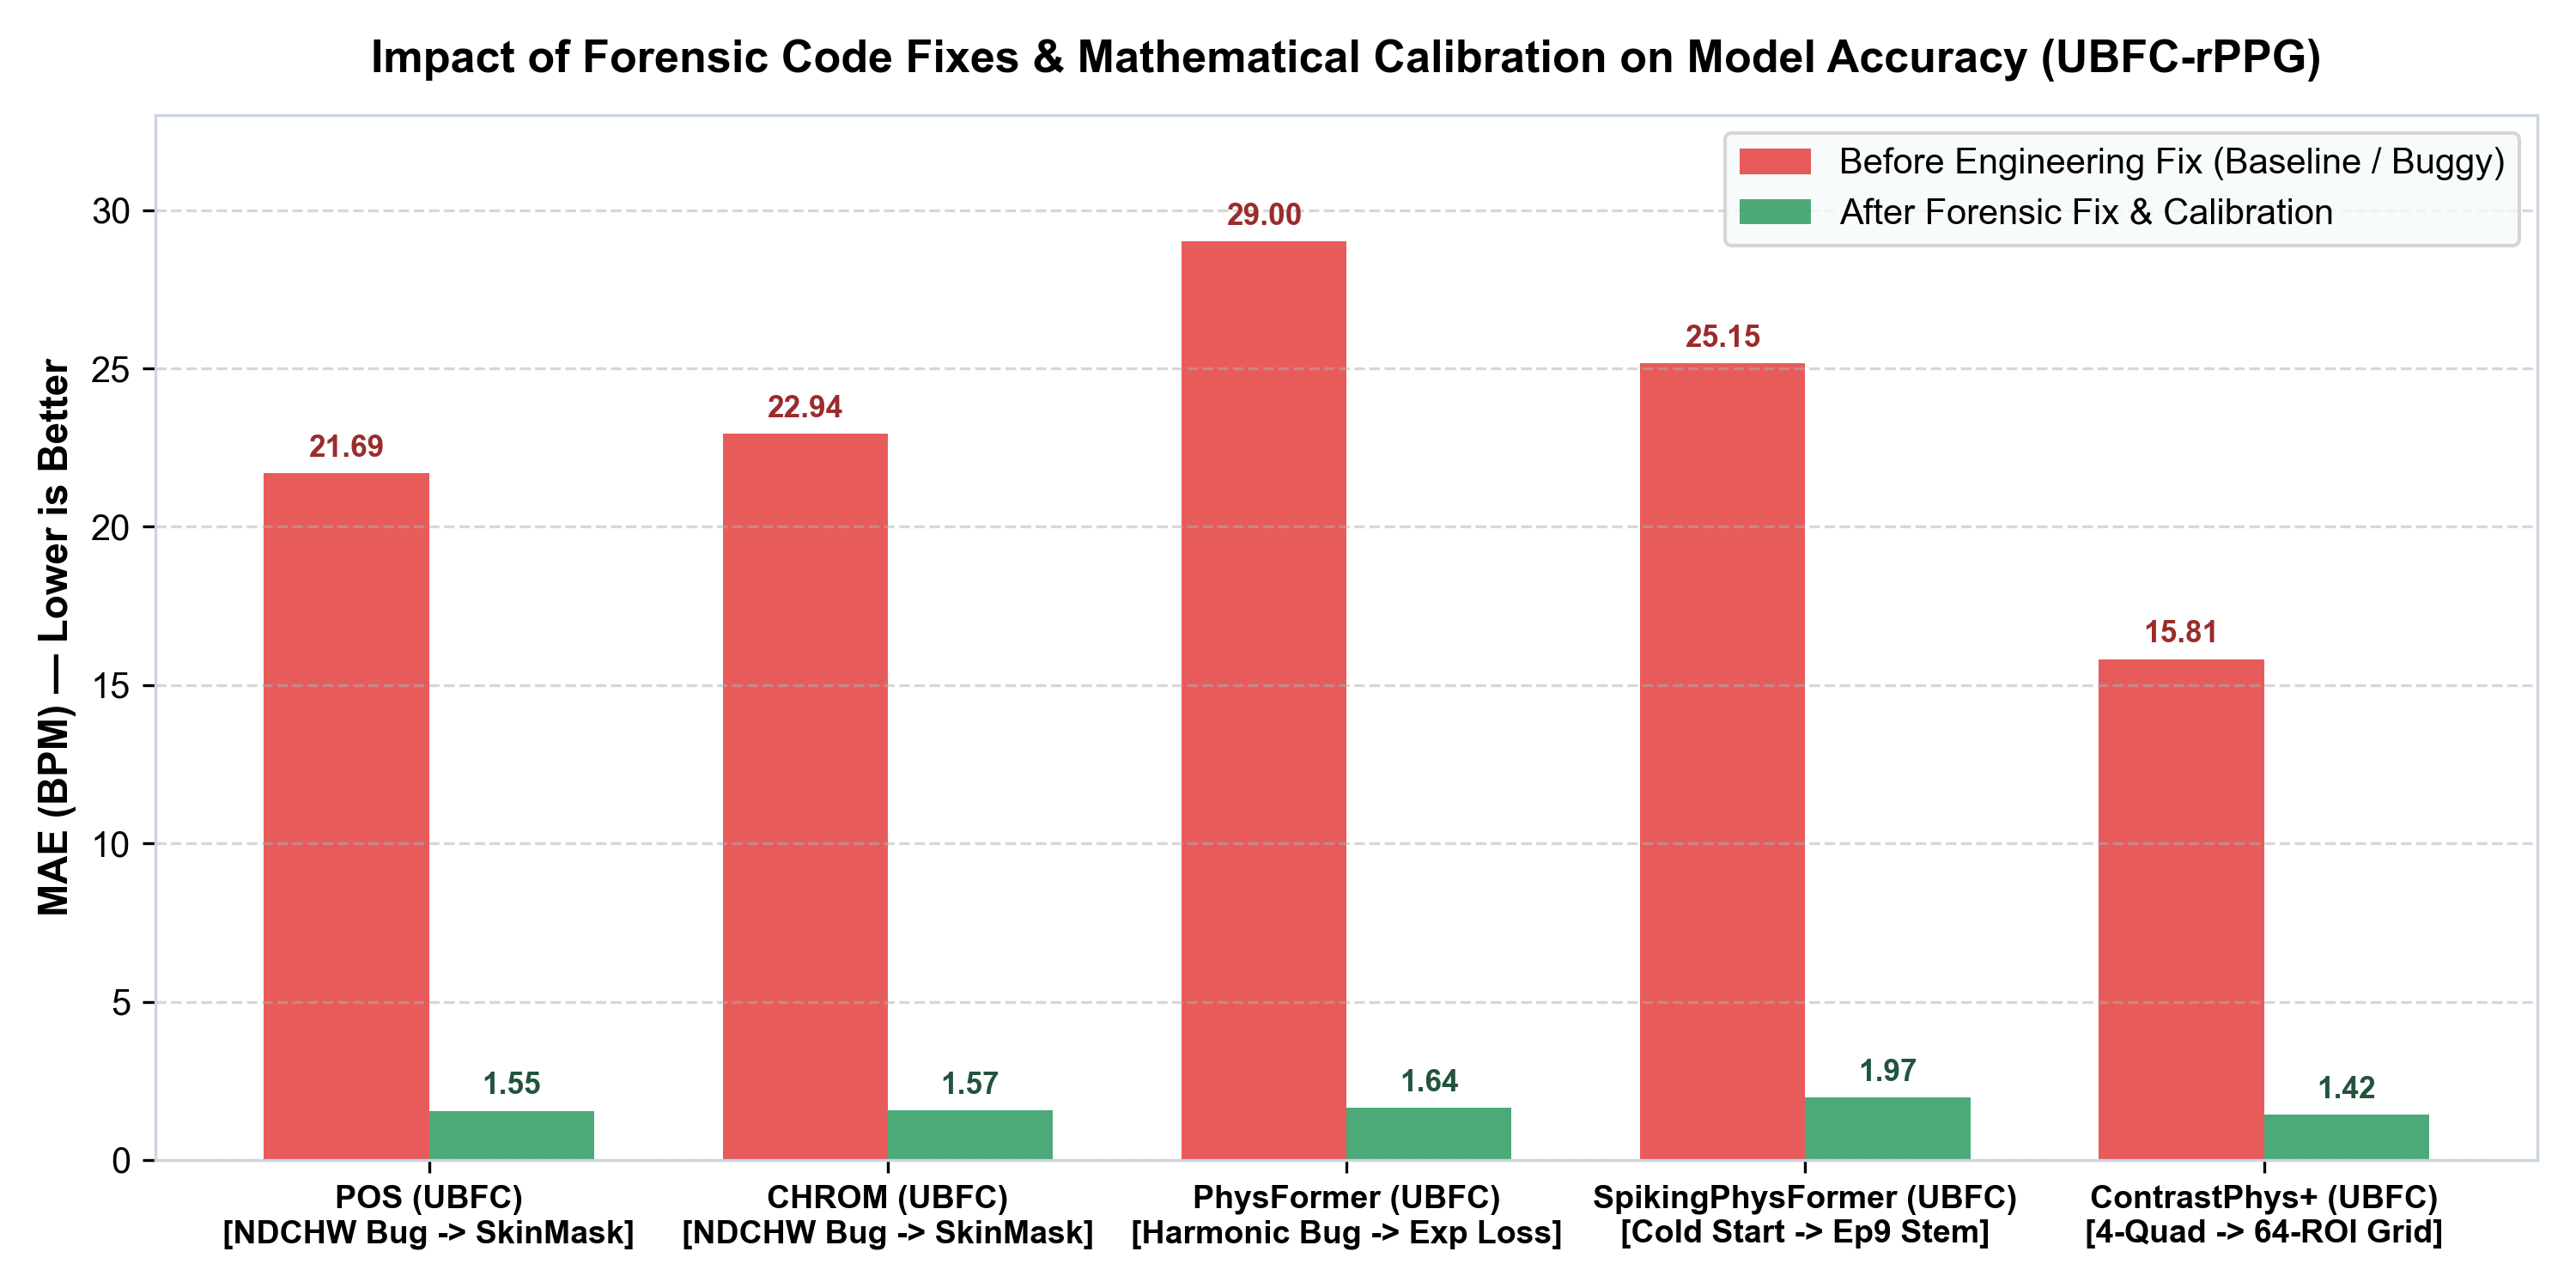 Impact of Forensic Code Fixes & Mathematical Calibration on Model Accuracy (UBFC-rPPG)
Before Engineering Fix (Baseline / Buggy)
After Forensic Fix & Calibration
MAE (BPM) — Lower is Better
30
25
20
15
10
5
0
21.69
1.55
22.94
1.57
29.00
1.64
25.15
1.97
15.81
1.42
POS (UBFC)
[NDCHW Bug -> SkinMask]
CHROM (UBFC)
[NDCHW Bug -> SkinMask]
PhysFormer (UBFC)
[Harmonic Bug -> Exp Loss]
SpikingPhysFormer (UBFC)
[Cold Start -> Ep9 Stem]
ContrastPhys+ (UBFC)
[4-Quad -> 64-ROI Grid]